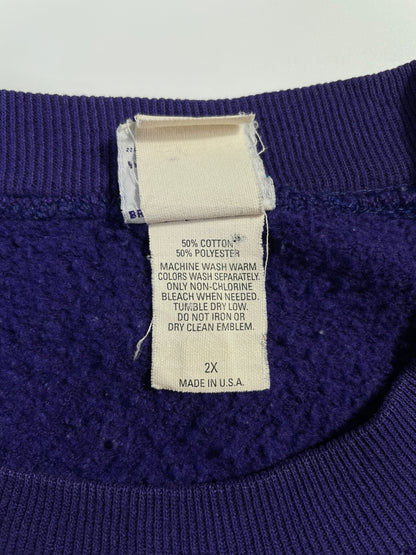 50% COTTON
50% POLYESTER
MACHINE WASH WARM
COLORS WASH SEPARATELY.
ONLY NON-CHLORINE
BLEACH WHEN NEEDED.
TUMBLE DRY LOW.
DO NOT IRON OR
DRY CLEAN EMBLEM.
2X
MADE IN U.S.A.